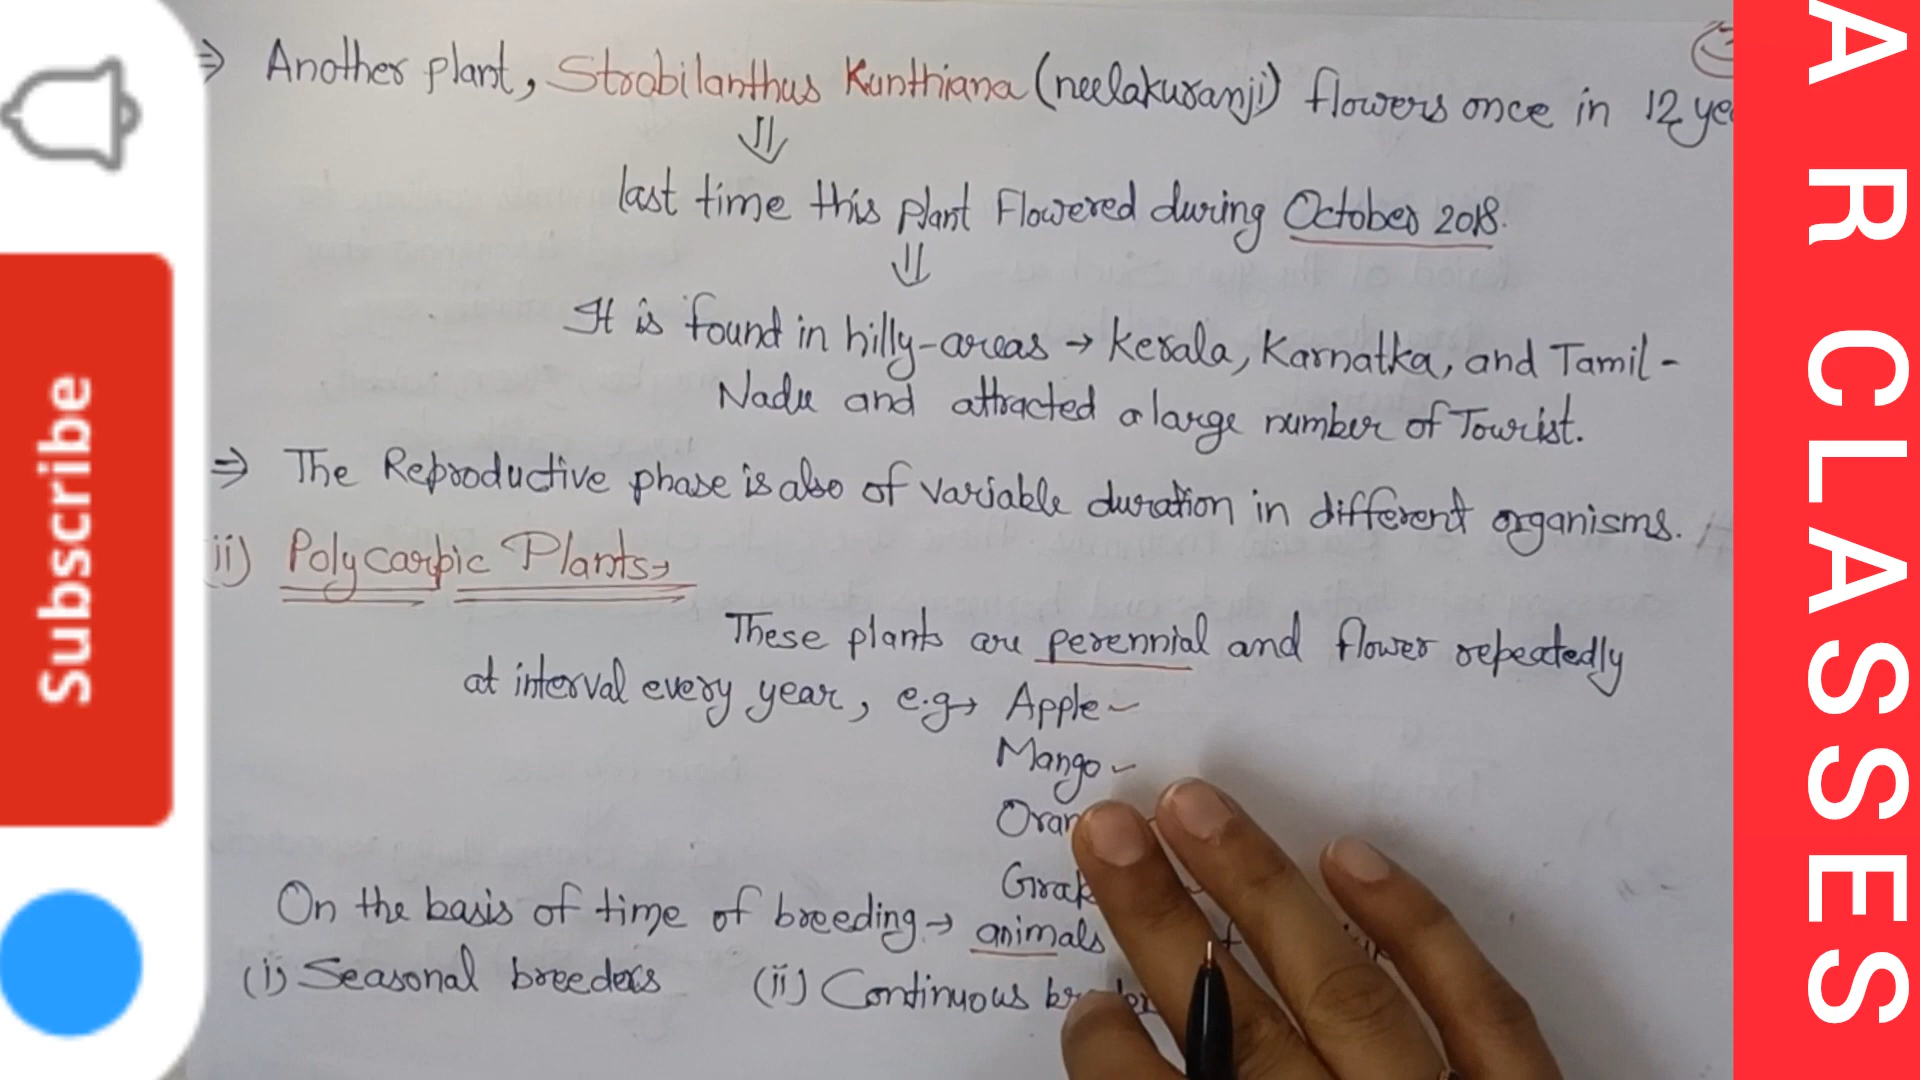 ⇒ Another plant, Strobilanthus Kunthiana (neelakuranji) flowers once in 12
⇓
last time this plant Flowered during October 2018.
⇓
It is found in hilly-areas → Kerala, Karnatka, and Tamil-
Nadu and attracted a large number of Tourist.
⇒ The Reproductive phase is also of variable duration in different organisms.
ii) Polycarpic Plants→
These plants are perennial and flower repeatedly
at interval every year, e.g→ Apple
Mango
On the basis of time of breeding → animals
(i) Seasonal breeders (ii) Continuous
Subscribe
A R CLASSES